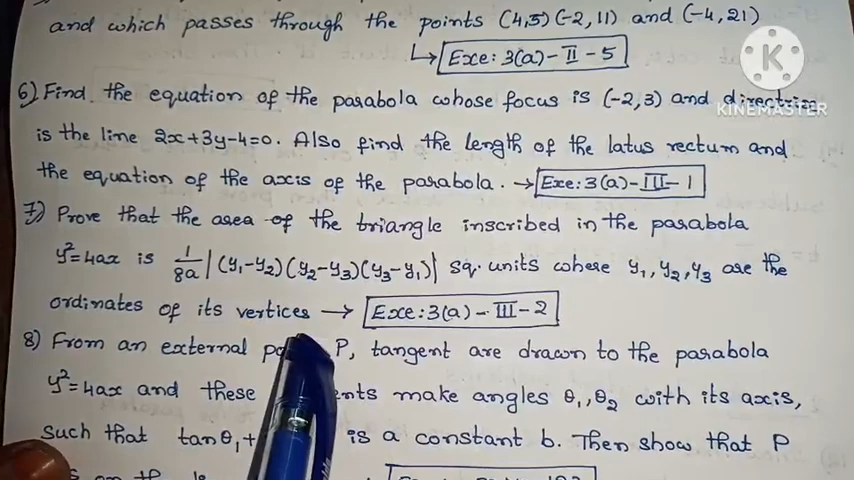 and which passes through the points (4,5)(-2,11) and (-4,21)
↳ Exe: 3(a)-II-5
6) Find the equation of the parabola whose focus is (-2,3) and directrix
is the line 2x+3y-4=0. Also find the length of the latus rectum and
the equation of the axis of the parabola. → Exe: 3(a)-III-1
7) Prove that the area of the triangle inscribed in the parabola
y²=4ax is 1/8a |(y₁-y₂)(y₂-y₃)(y₃-y₁)| sq. units where y₁,y₂,y₃ are the
ordinates of its vertices → Exe: 3(a)-III-2
8) From an external P, tangent are drawn to the parabola
y²=4ax and these make angles θ₁,θ₂ with its axis,
such that tanθ₁+ is a constant b. Then show that P
K
KINEMASTER